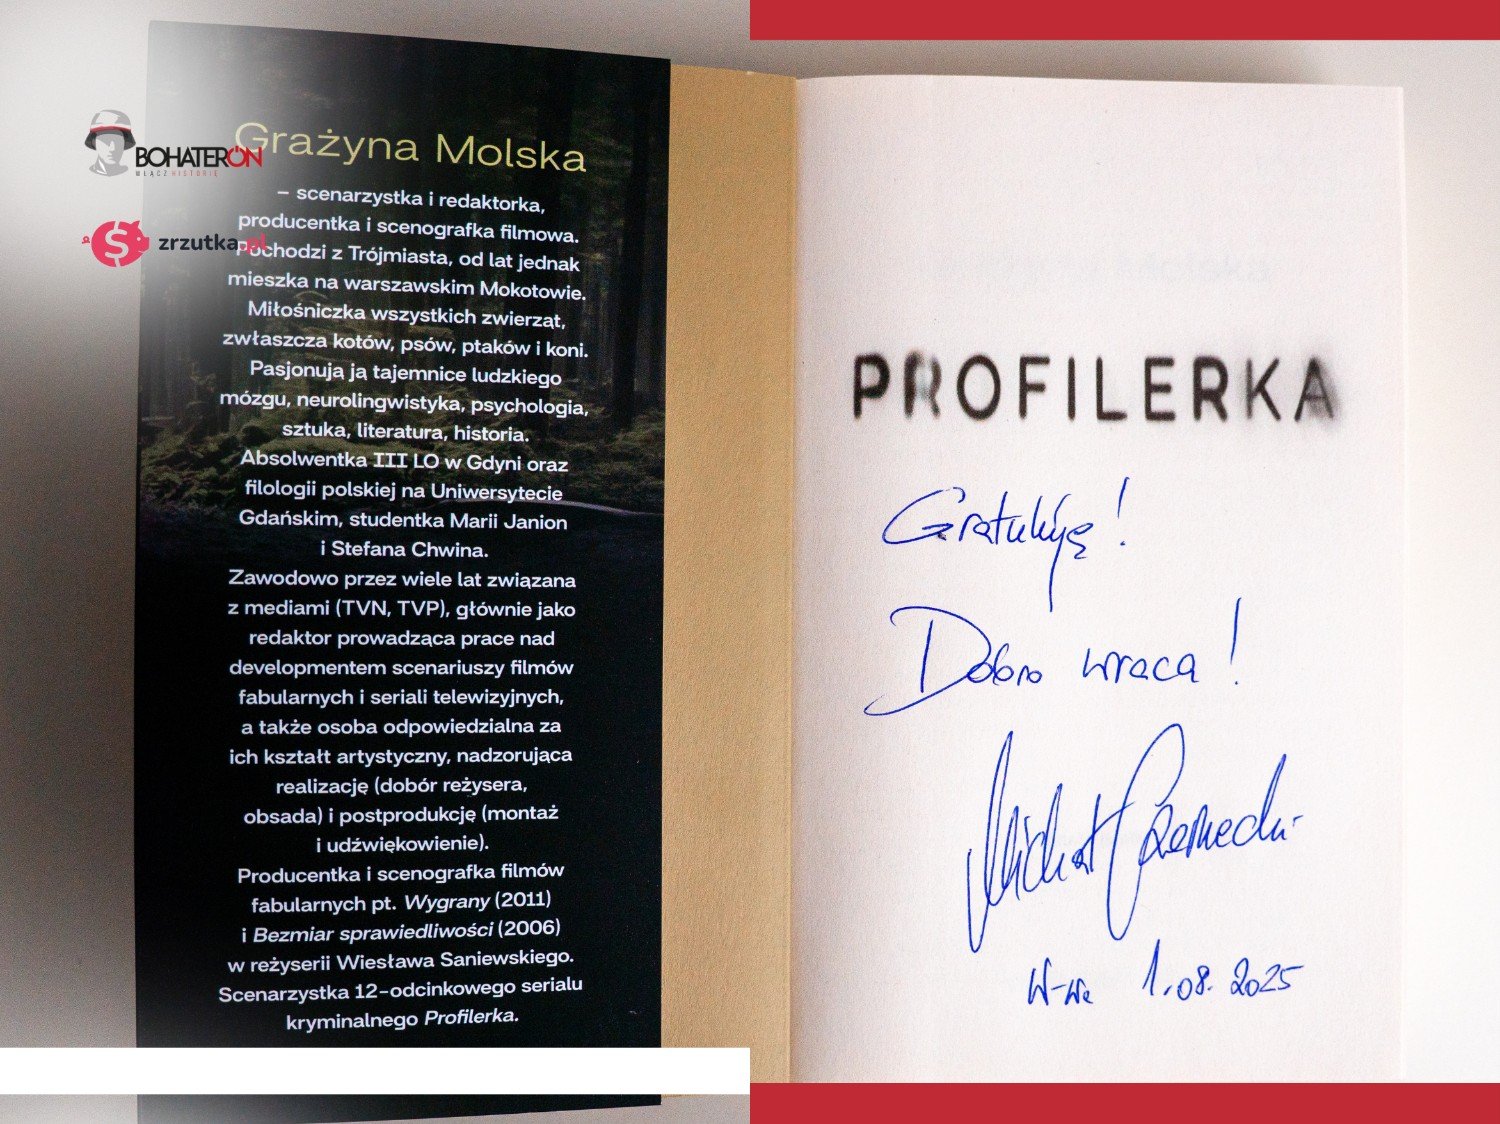 BOHATERON
WŁĄCZ HISTORIĘ
zrzutka.pl
Grażyna Molska
– scenarzystka i redaktorka,
producentka i scenografka filmowa.
Pochodzi z Trójmiasta, od lat jednak
mieszka na warszawskim Mokotowie.
Miłośniczka wszystkich zwierząt,
zwłaszcza kotów, psów, ptaków i koni.
Pasjonują ją tajemnice ludzkiego
mózgu, neurolingwistyka, psychologia,
sztuka, literatura, historia.
Absolwentka III LO w Gdyni oraz
filologii polskiej na Uniwersytecie
Gdańskim, studentka Marii Janion
i Stefana Chwina.
Zawodowo przez wiele lat związana
z mediami (TVN, TVP), głównie jako
redaktor prowadząca prace nad
developmentem scenariuszy filmów
fabularnych i seriali telewizyjnych,
a także osoba odpowiedzialna za
ich kształt artystyczny, nadzorująca
realizację (dobór reżysera,
obsada) i postprodukcję (montaż
i udźwiękowienie).
Producentka i scenografka filmów
fabularnych pt. Wygrany (2011)
i Bezmiar sprawiedliwości (2006)
w reżyserii Wiesława Saniewskiego.
Scenarzystka 12-odcinkowego serialu
kryminalnego Profilerka.
PROFILERKA
Gratuluję!
Dobro wraca!
Michał Czernecki
W-wa 1.08.2025